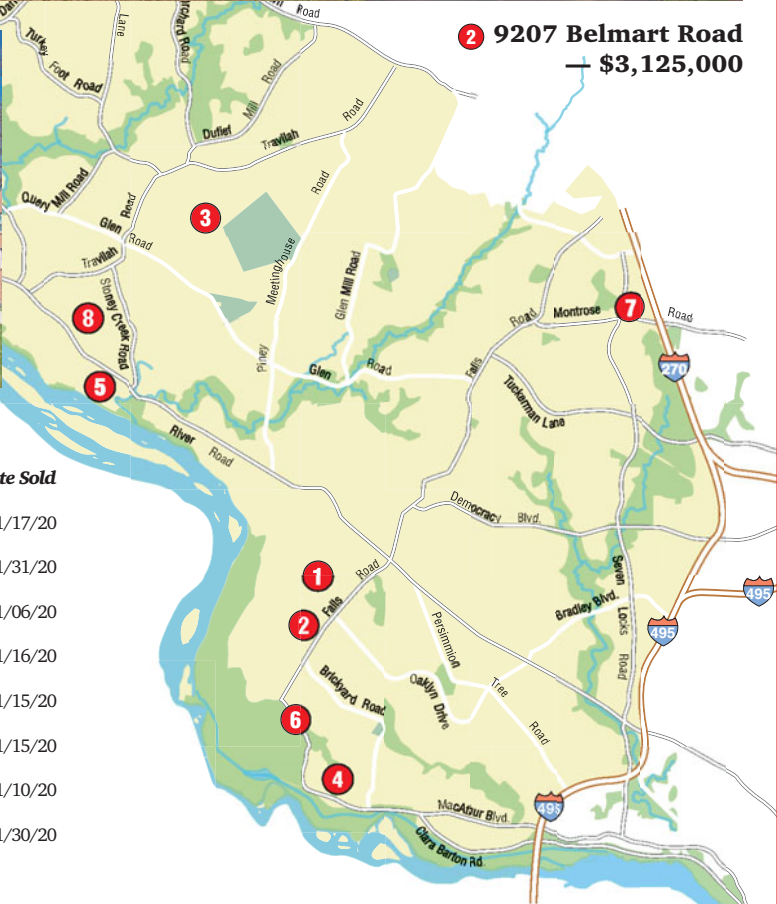 2 9207 Belmart Road
— $3,125,000
Road
Lane
Turkey
Foot Road
Road
Mill
Road
Duflef
Travilah
Road
Query Mill Road
Road
Glen
Road
Travilah
Stoney Creek Road
3
8
5
Road
Meetinghouse
Piney
Glen Mill Road
Glen
Road
Falls
Road
Montrose
7
Road
270
Tuckerman Lane
River
Road
Democracy
Blvd.
te Sold
1/17/20
1/31/20
1/06/20
1/16/20
1/15/20
1/15/20
1/10/20
1/30/20
1
Road
Falls
2
Persimmion
Tree
Road
Bradley Blvd.
Seven
Locks
Road
495
495
Brickyard Road
Oaklyn Drive
6
4
MacAthur Blvd
495
Clara Barton Rd